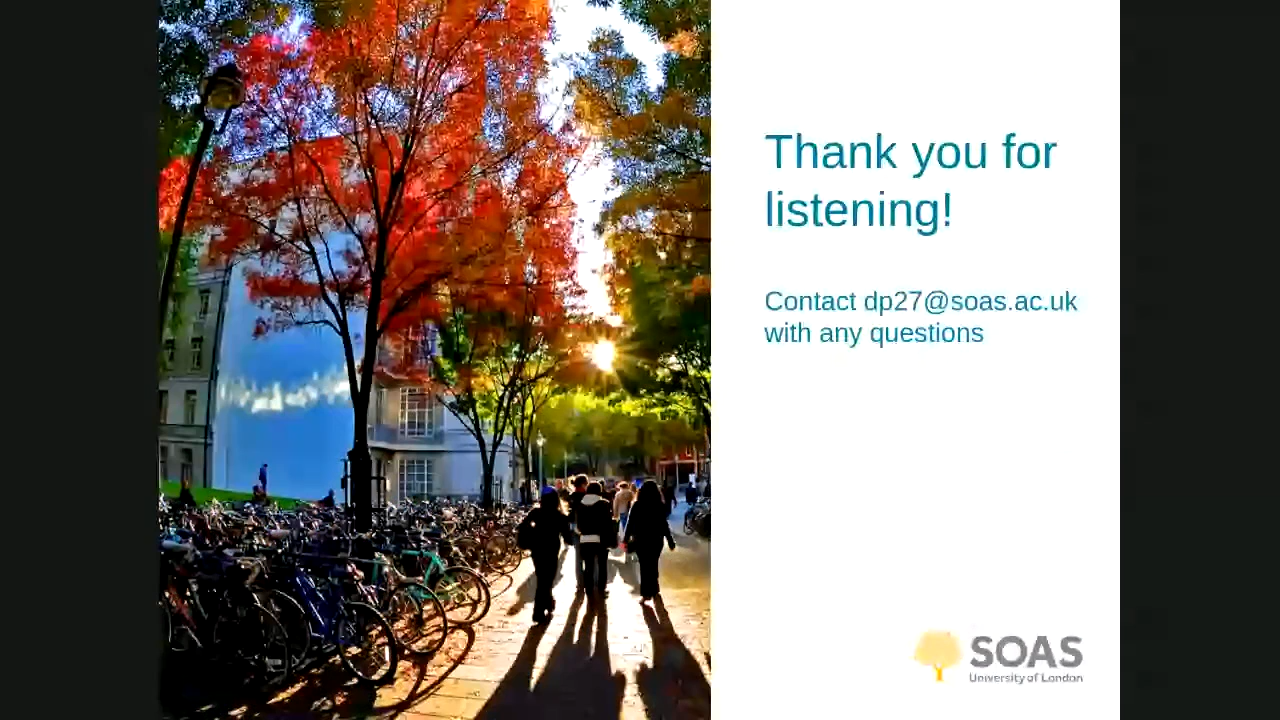 Thank you for
listening!
Contact dp27@soas.ac.uk
with any questions
SOAS
University of London